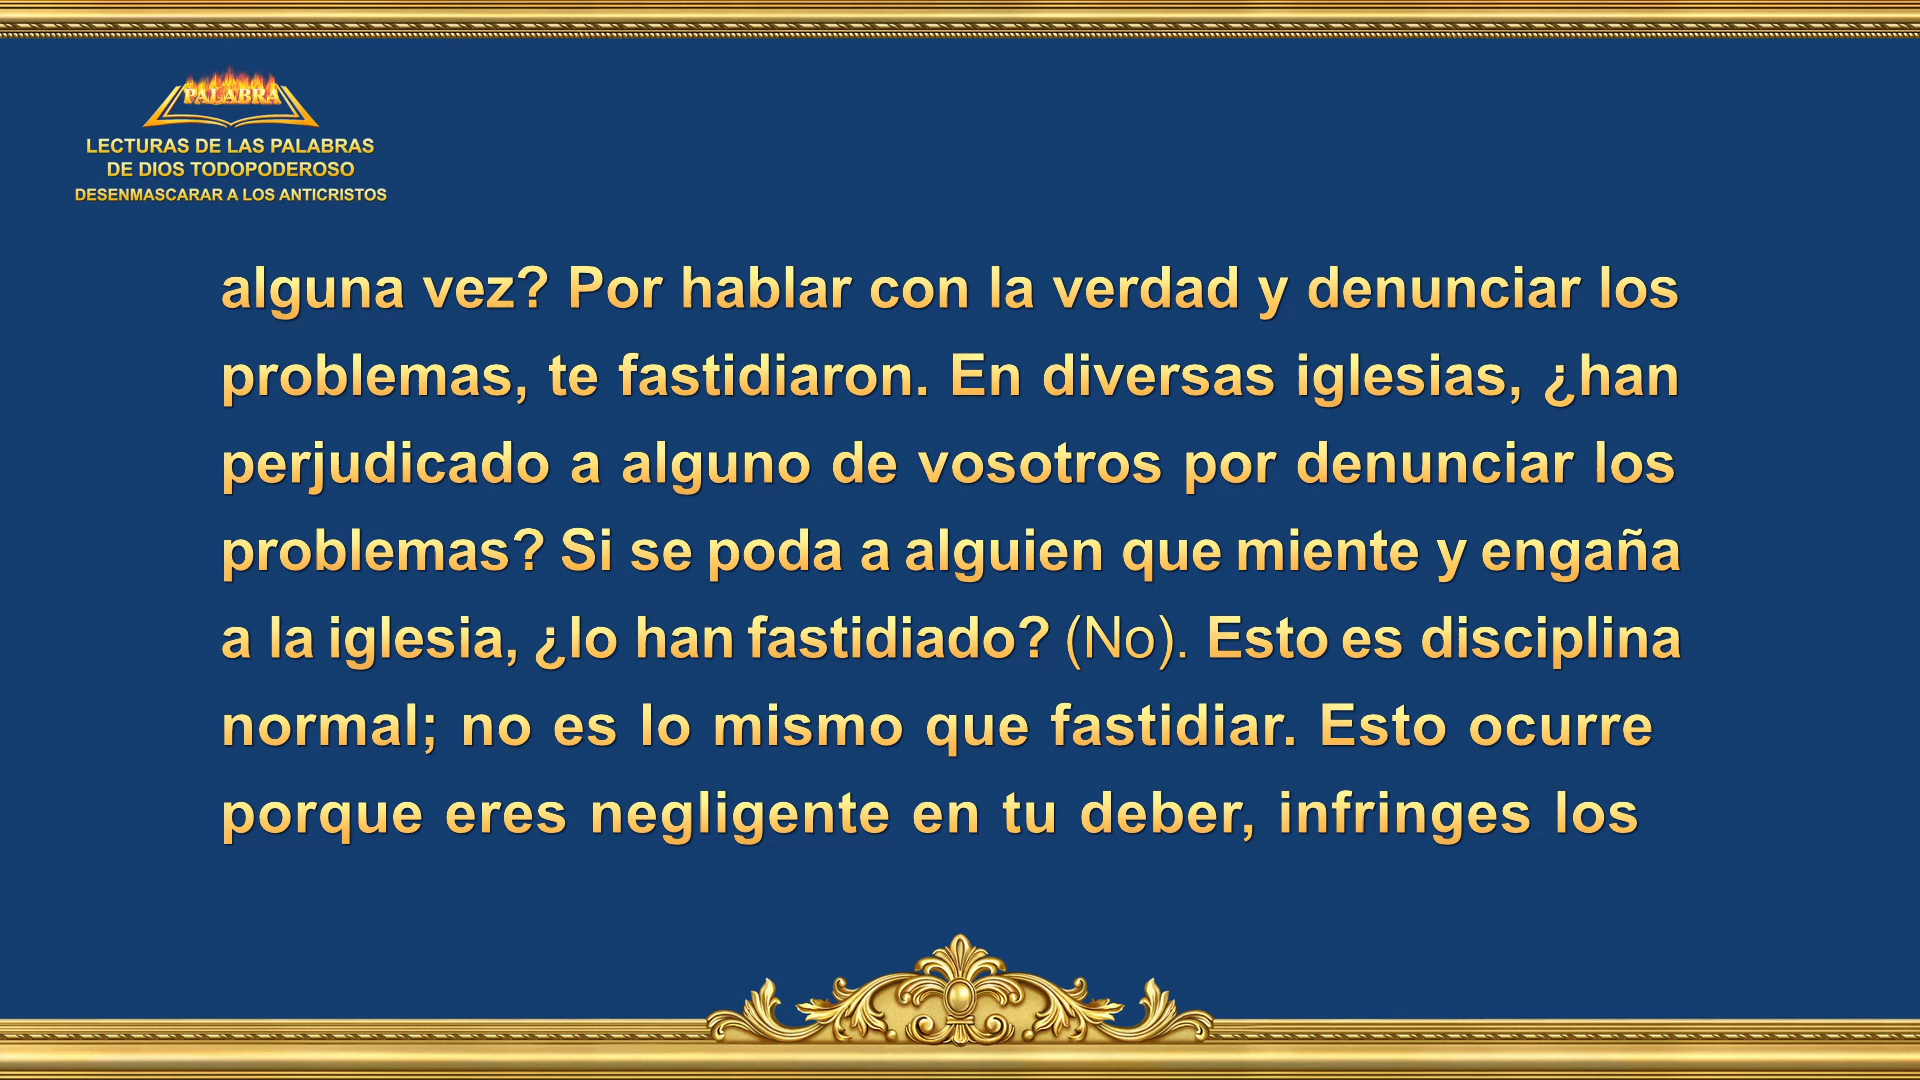 PALABRA
LECTURAS DE LAS PALABRAS
DE DIOS TODOPODEROSO
DESENMASCARAR A LOS ANTICRISTOS
alguna vez? Por hablar con la verdad y denunciar los
problemas, te fastidiaron. En diversas iglesias, ¿han
perjudicado a alguno de vosotros por denunciar los
problemas? Si se poda a alguien que miente y engaña
a la iglesia, ¿lo han fastidiado? (No). Esto es disciplina
normal; no es lo mismo que fastidiar. Esto ocurre
porque eres negligente en tu deber, infringes los